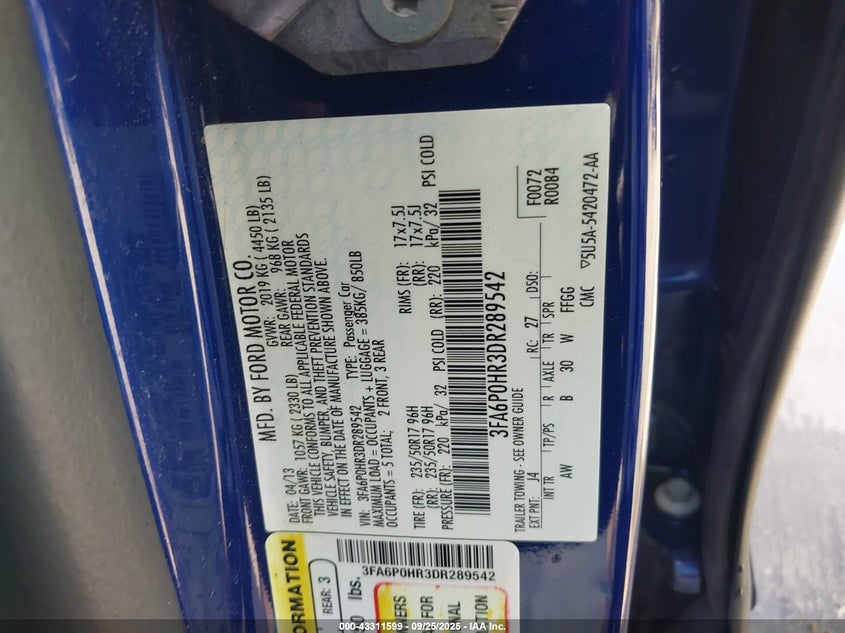 MFD. BY FORD MOTOR CO.
DATE: 04/13 GVWR: 2019 KG ( 4450 LB)
FRONT GAWR: 1057 KG ( 2330 LB) REAR GAWR: 968 KG ( 2135 LB)
THIS VEHICLE CONFORMS TO ALL APPLICABLE FEDERAL MOTOR
VEHICLE SAFETY, BUMPER, AND THEFT PREVENTION STANDARDS
IN EFFECT ON THE DATE OF MANUFACTURE SHOWN ABOVE.
VIN: 3FA6P0HR3DR289542 TYPE: Passenger Car
MAXIMUM LOAD = OCCUPANTS + LUGGAGE = 385KG/ 850LB
OCCUPANTS = 5 TOTAL; 2 FRONT, 3 REAR
TIRE (FR): 235/50R17 96H RIMS (FR): 17x7.5J
(RR): 235/50R17 96H (RR): 17x7.5J
PRESSURE (FR): 220 kPa/ 32 PSI COLD (RR): 220 kPa/ 32 PSI COLD
3FA6P0HR3DR289542
TRAILER TOWING - SEE OWNER GUIDE F0072
EXT PNT: J4 RC: 27 DSO: R0084
INT TR TP/PS R AXLE TR SPR
AW B 30 W FFGG
CMC ▽5U5A-5420472-AA
3FA6P0HR3DR289542
ORMATION
REAR: 3
lbs.
FOR
000-43311599 - 09/25/2025 - IAA Inc.